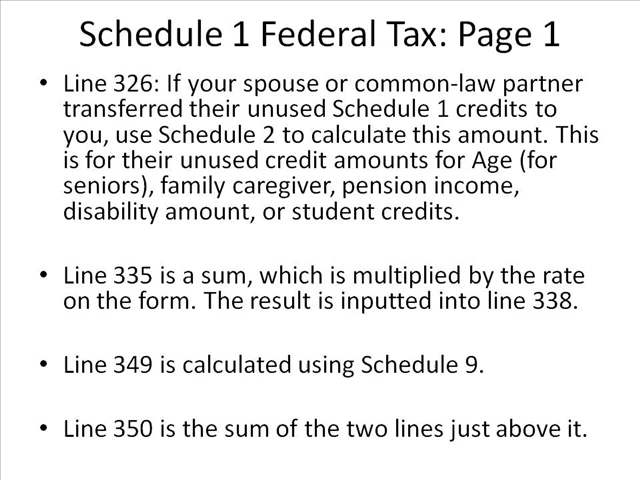 Schedule 1 Federal Tax: Page 1
• Line 326: If your spouse or common-law partner
transferred their unused Schedule 1 credits to
you, use Schedule 2 to calculate this amount. This
is for their unused credit amounts for Age (for
seniors), family caregiver, pension income,
disability amount, or student credits.
• Line 335 is a sum, which is multiplied by the rate
on the form. The result is inputted into line 338.
• Line 349 is calculated using Schedule 9.
• Line 350 is the sum of the two lines just above it.